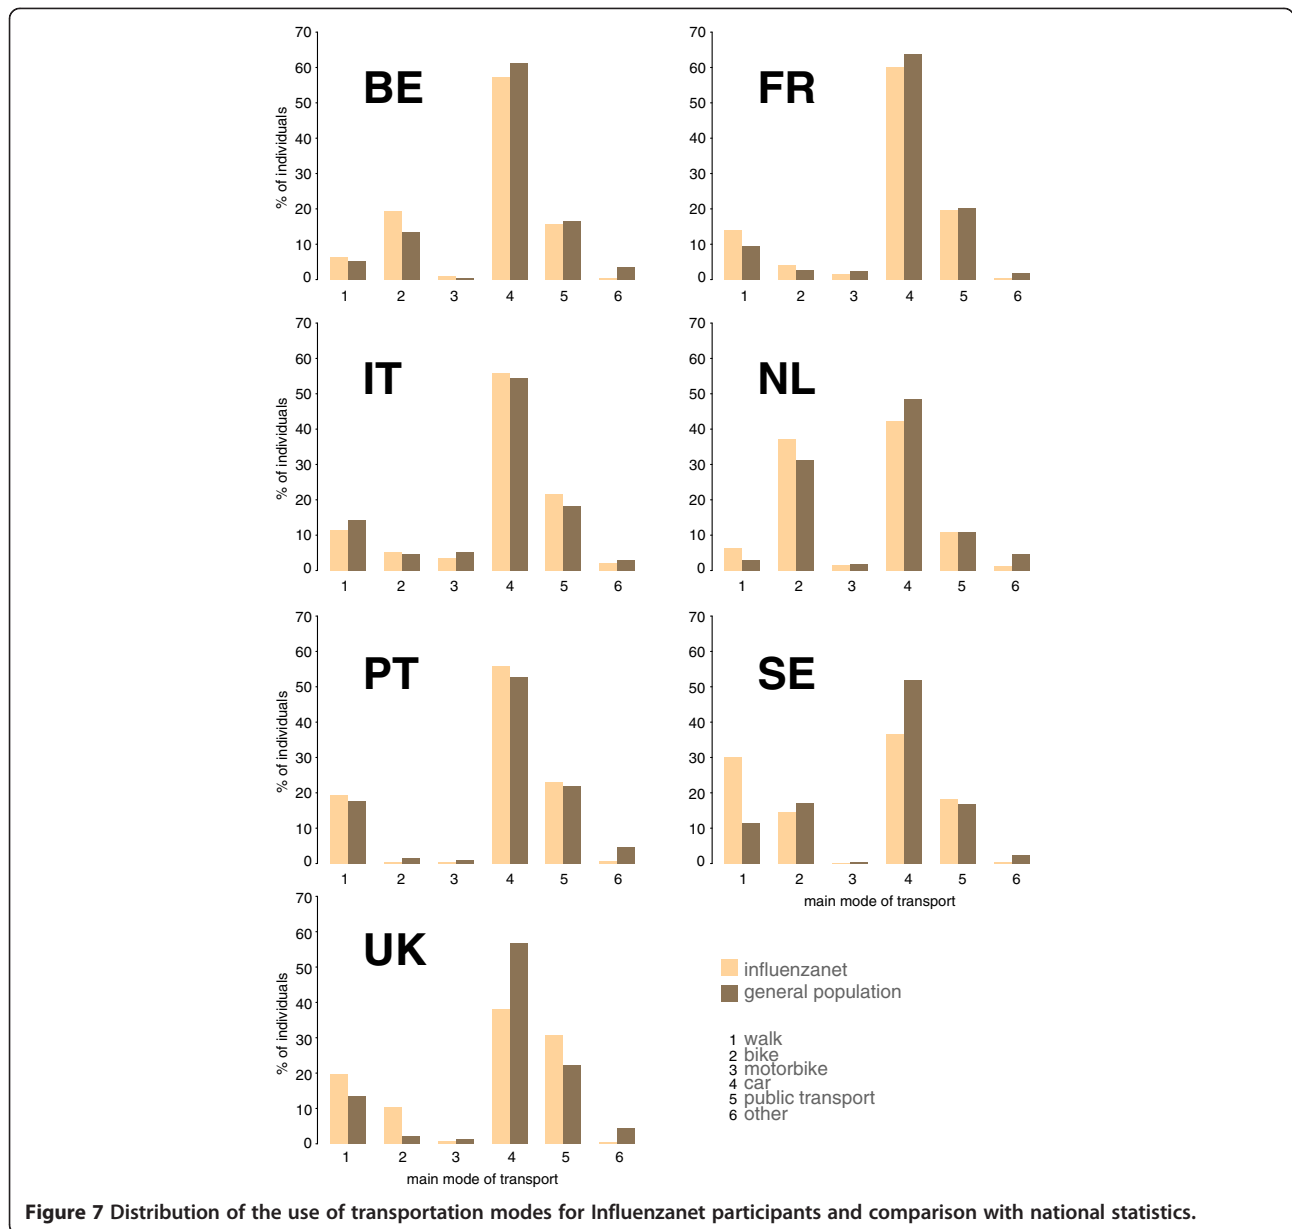 70
60
50
40
30
20
10
0
% of individuals
BE
1 2 3 4 5 6
70
60
50
40
30
20
10
0
FR
1 2 3 4 5 6
70
60
50
40
30
20
10
0
% of individuals
IT
1 2 3 4 5 6
70
60
50
40
30
20
10
0
NL
1 2 3 4 5 6
70
60
50
40
30
20
10
0
% of individuals
PT
1 2 3 4 5 6
70
60
50
40
30
20
10
0
SE
1 2 3 4 5 6
main mode of transport
70
60
50
40
30
20
10
0
% of individuals
UK
1 2 3 4 5 6
main mode of transport
influenzanet
general population
1 walk
2 bike
3 motorbike
4 car
5 public transport
6 other
Figure 7 Distribution of the use of transportation modes for Influenzanet participants and comparison with national statistics.